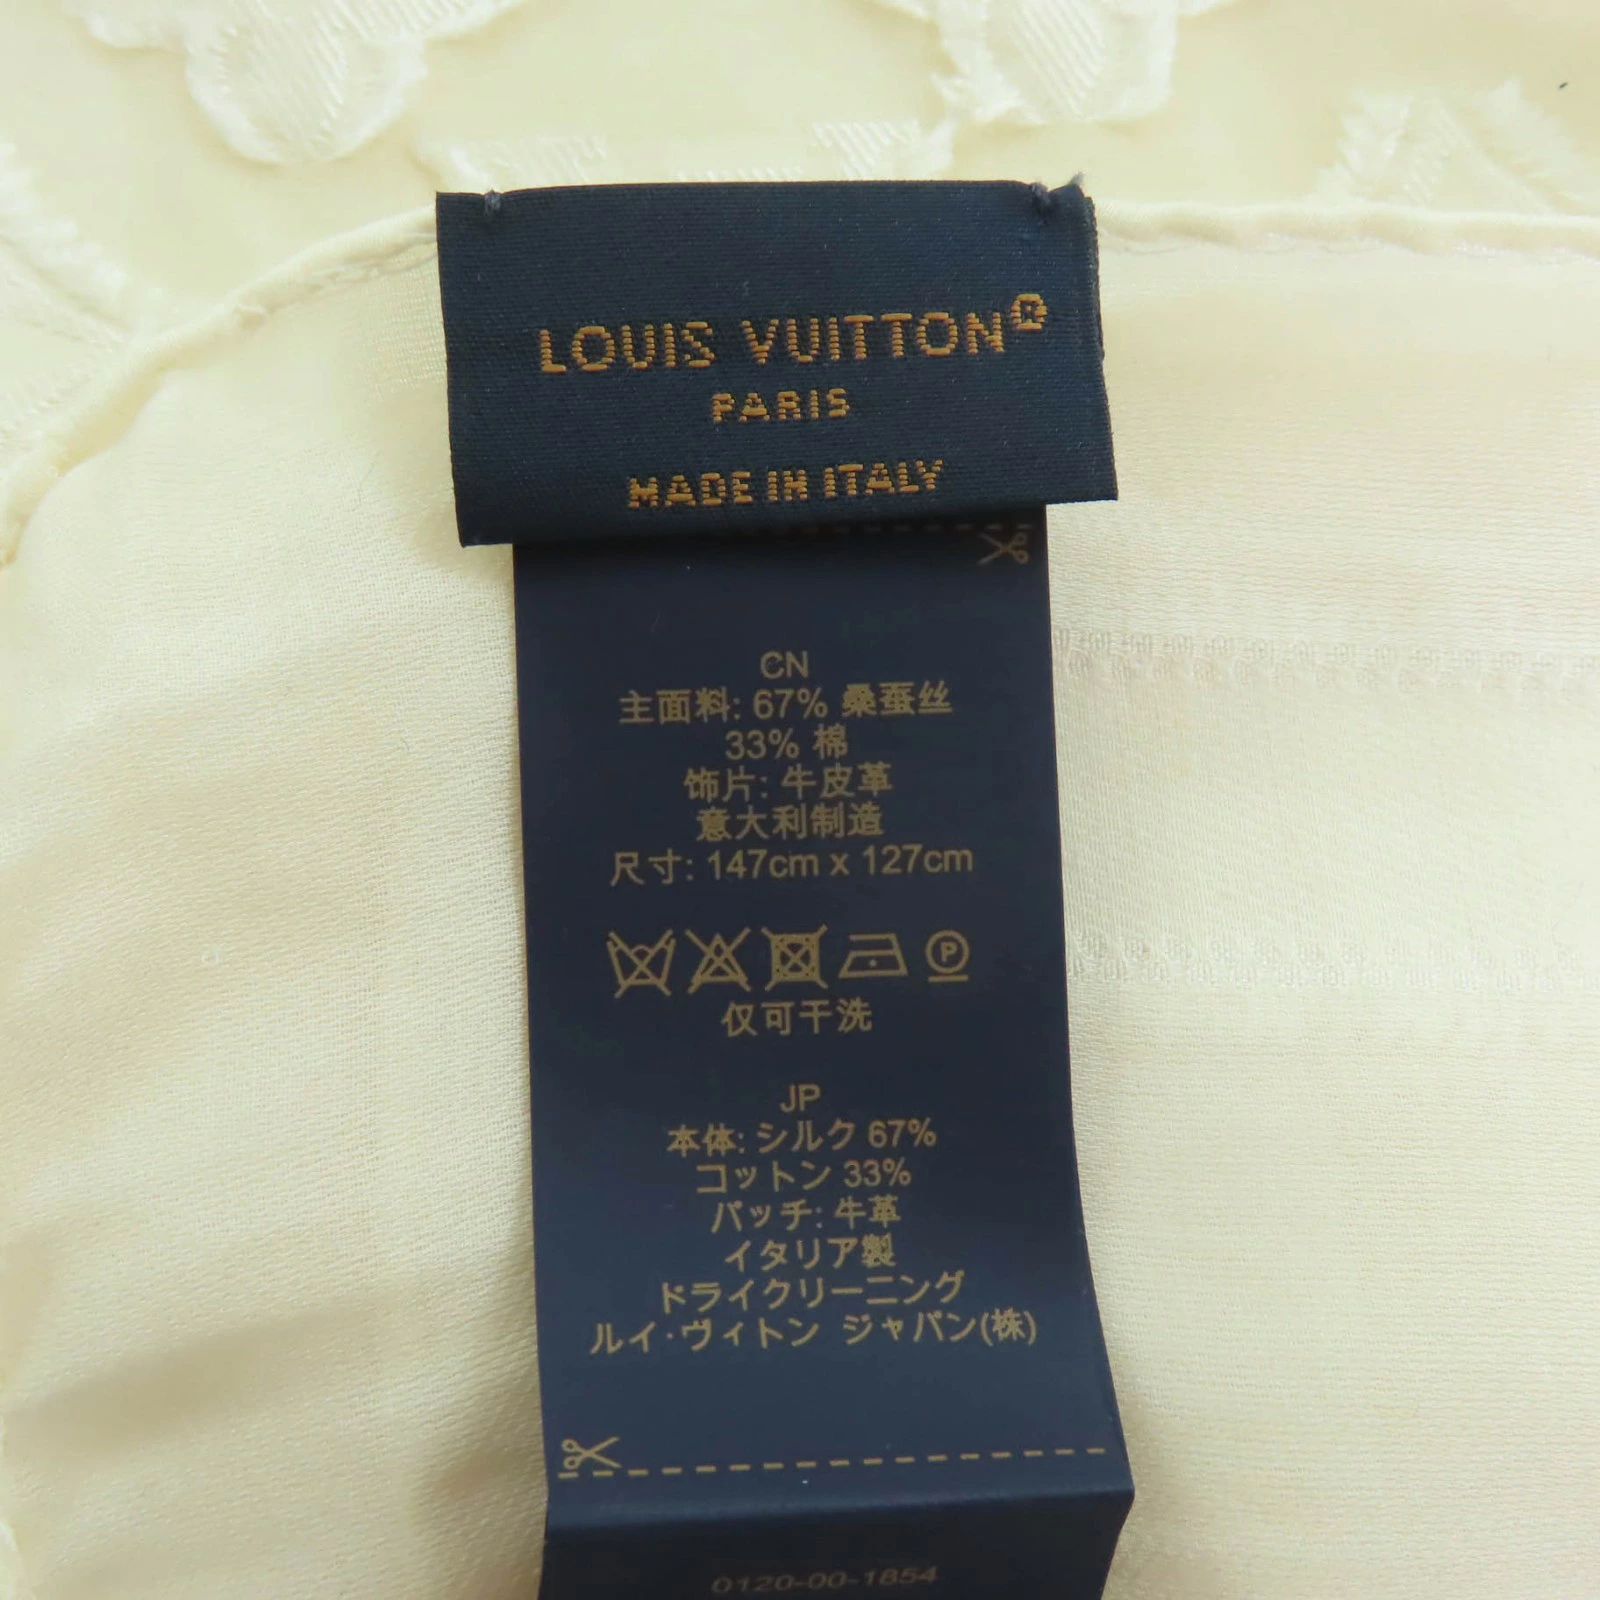 LOUIS VUITTON®
PARIS
MADE IN ITALY
CN
主面料: 67% 桑蚕丝
33% 棉
饰片: 牛皮革
意大利制造
尺寸: 147cm x 127cm
P
仅可干洗
JP
本体: シルク 67%
コットン 33%
パッチ: 牛革
イタリア製
ドライクリーニング
ルイ·ヴィトン ジャパン(株)
0120-00-1854